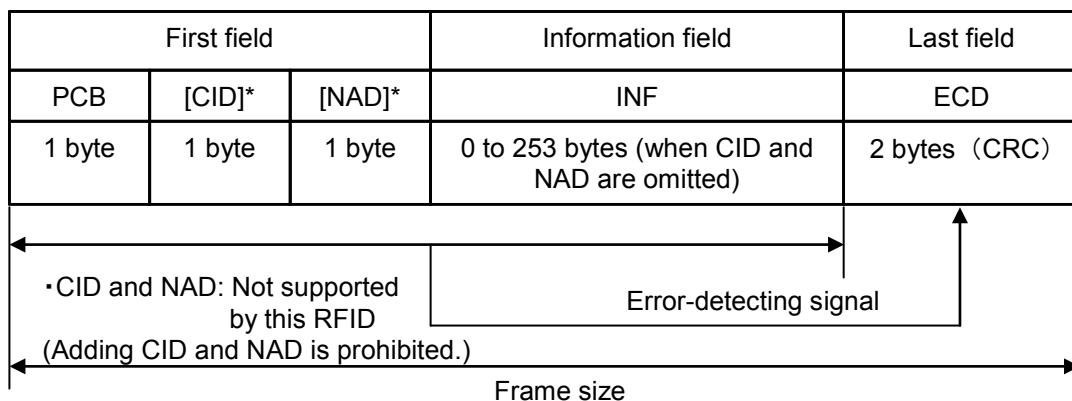 First field Information field Last field
PCB [CID]* [NAD]* INF ECD
1 byte 1 byte 1 byte 0 to 253 bytes (when CID and NAD are omitted) 2 bytes（CRC）
・CID and NAD: Not supported
by this RFID
(Adding CID and NAD is prohibited.)
Error-detecting signal
Frame size